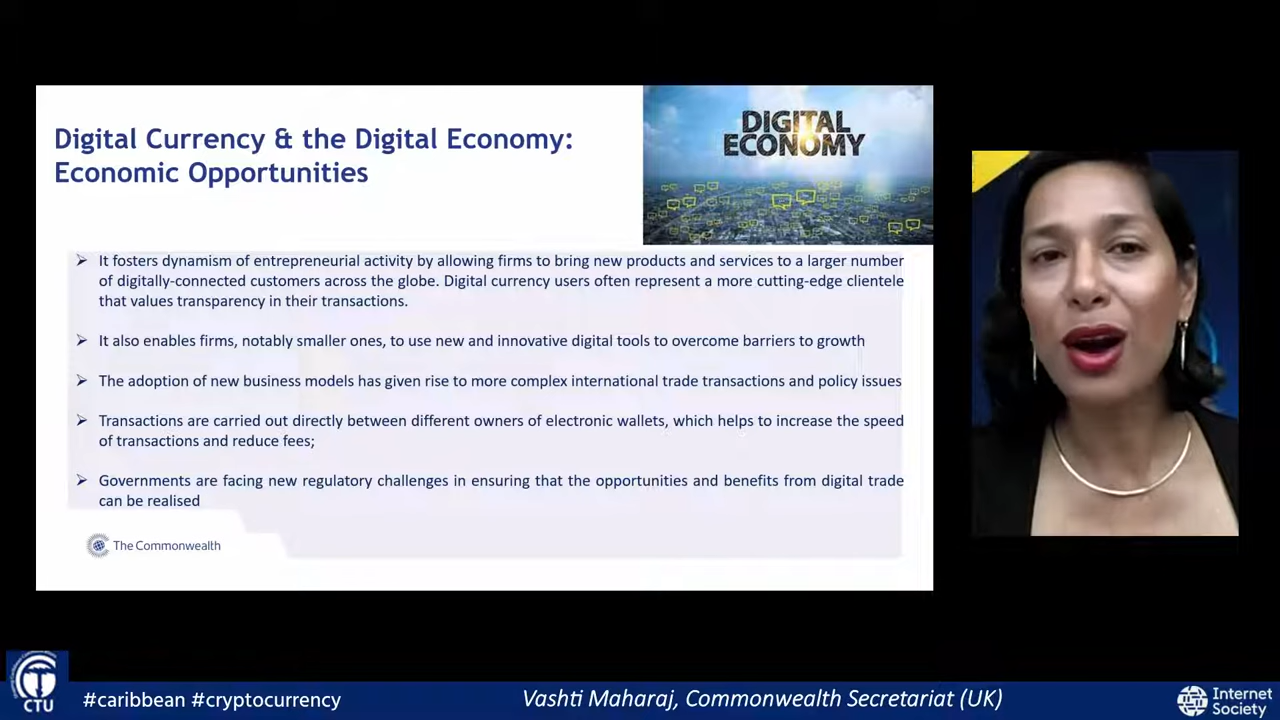 Digital Currency & the Digital Economy:
Economic Opportunities
DIGITAL
ECONOMY
It fosters dynamism of entrepreneurial activity by allowing firms to bring new products and services to a larger number
of digitally-connected customers across the globe. Digital currency users often represent a more cutting-edge clientele
that values transparency in their transactions.
It also enables firms, notably smaller ones, to use new and innovative digital tools to overcome barriers to growth
The adoption of new business models has given rise to more complex international trade transactions and policy issues
Transactions are carried out directly between different owners of electronic wallets, which helps to increase the speed
of transactions and reduce fees;
Governments are facing new regulatory challenges in ensuring that the opportunities and benefits from digital trade
can be realised
The Commonwealth
CTU
#caribbean #cryptocurrency
Vashti Maharaj, Commonwealth Secretariat (UK)
Internet
Society